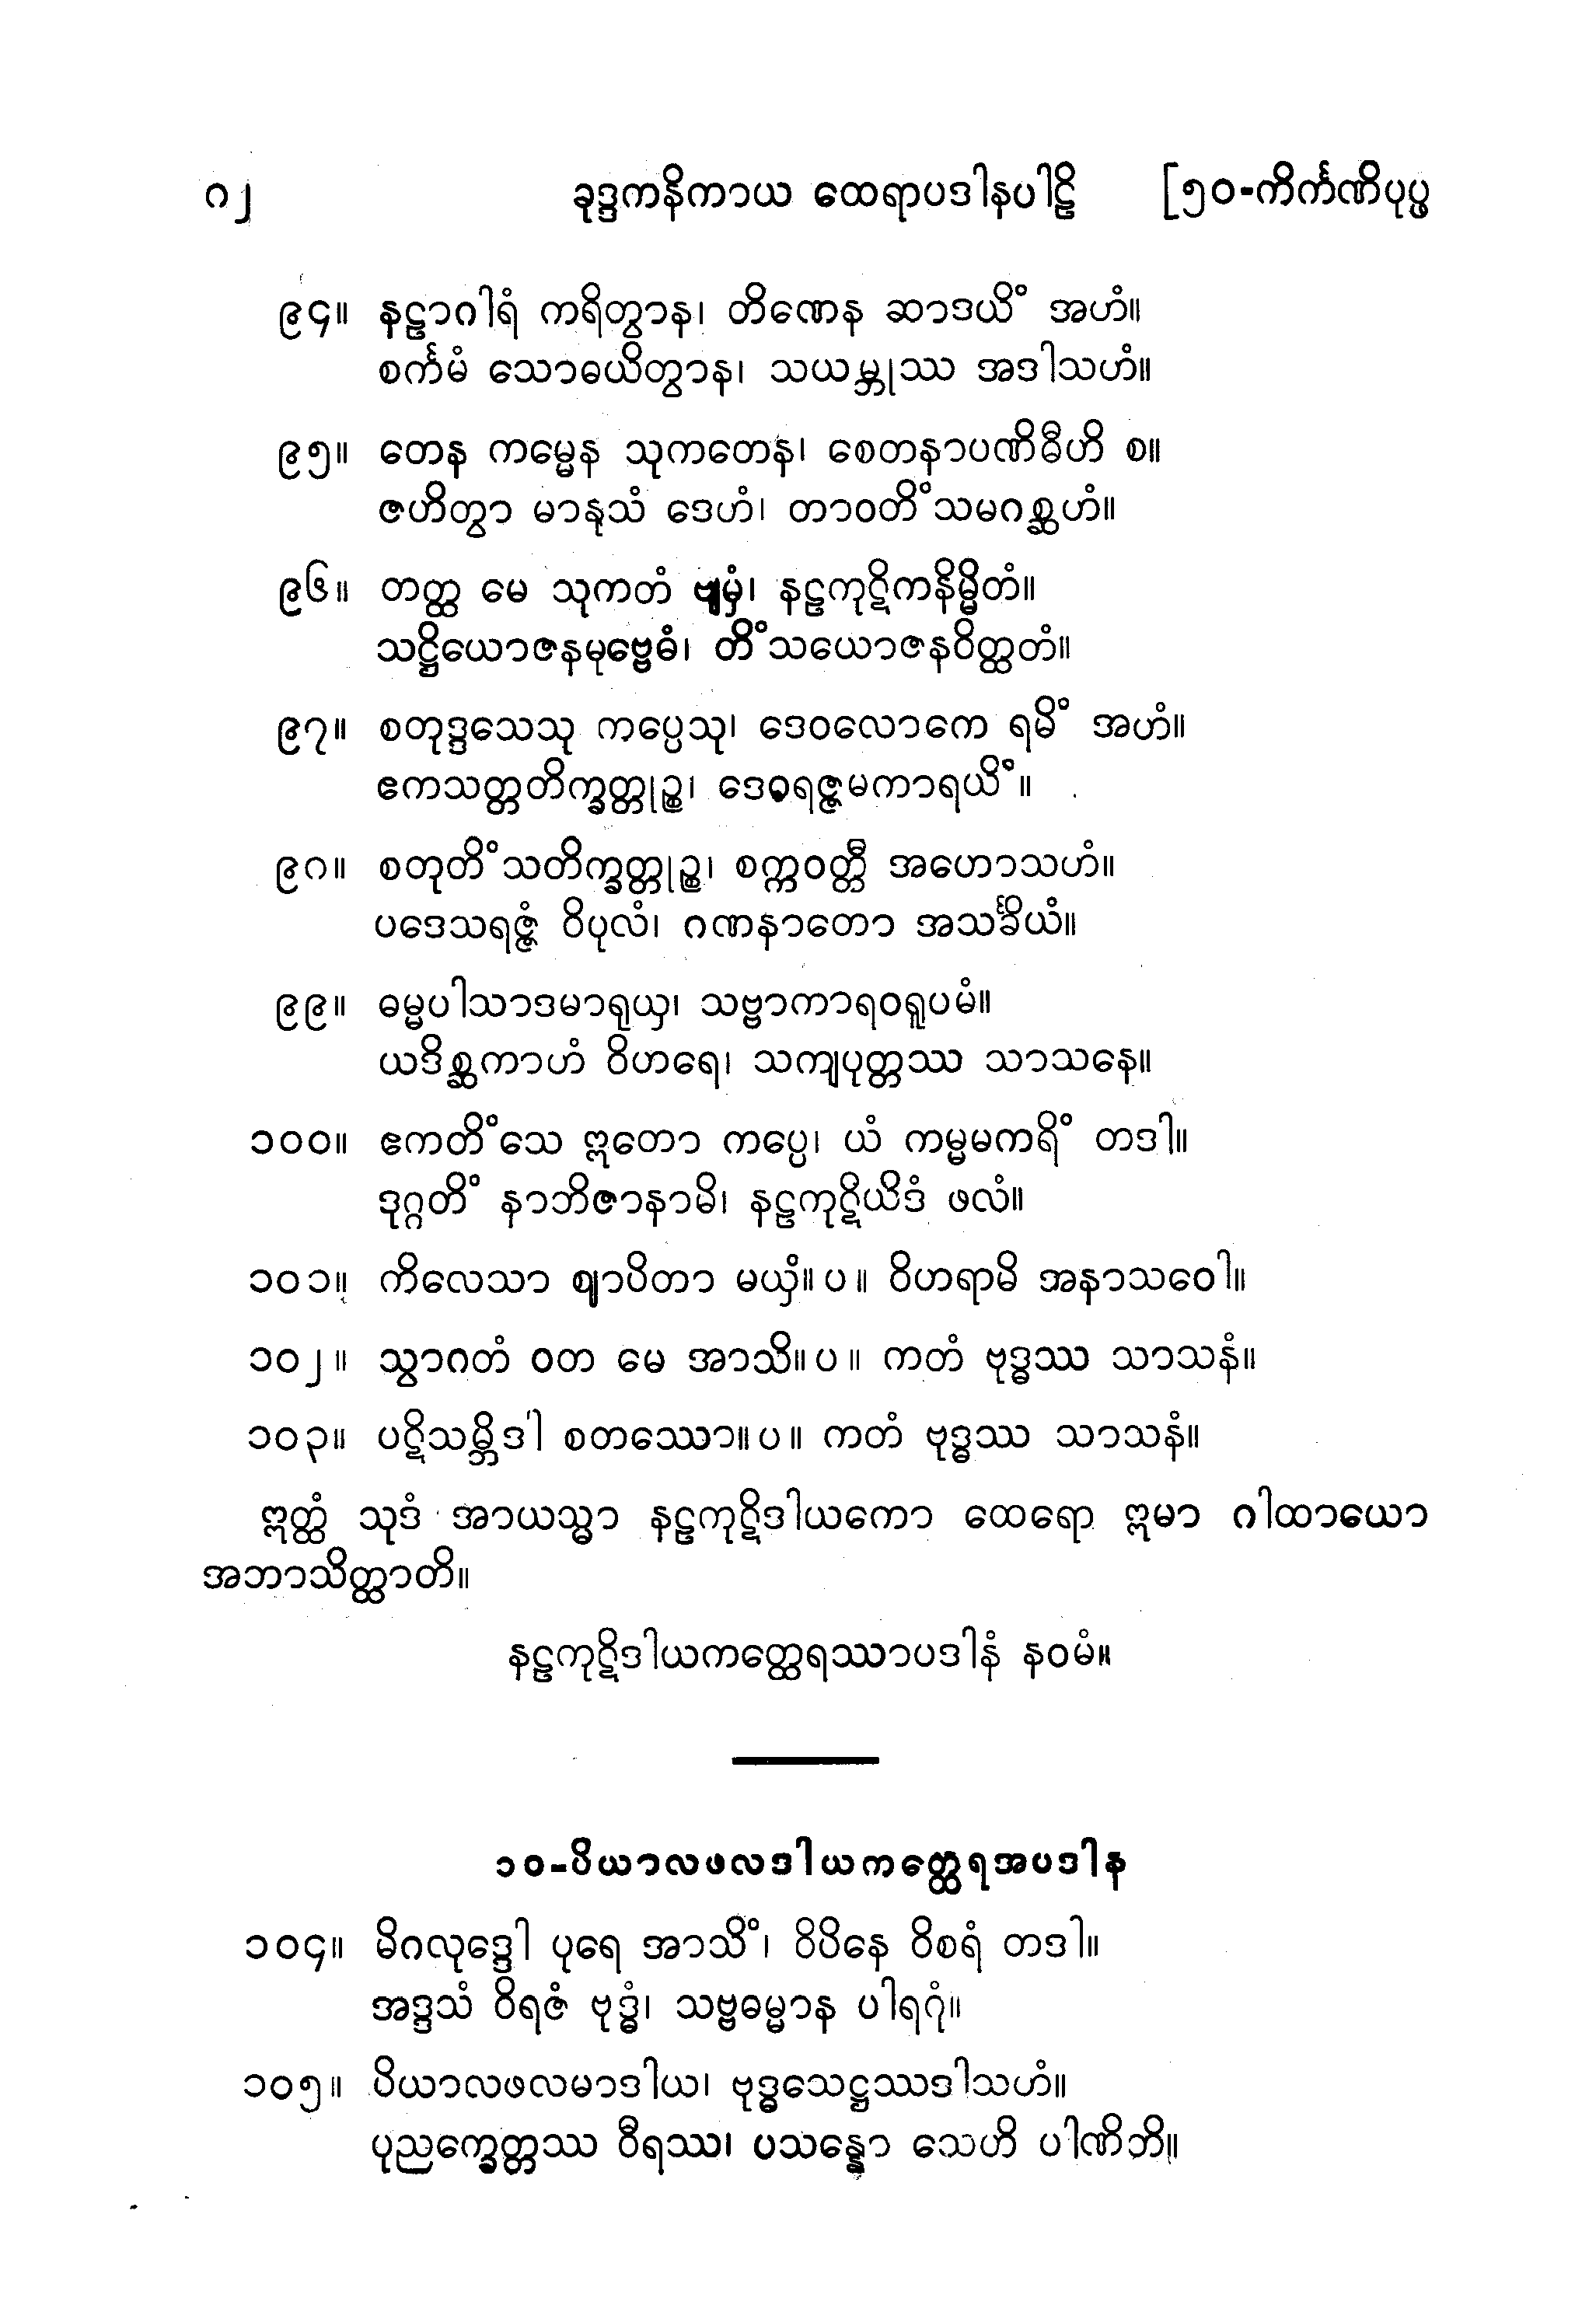 ၈၂ ခုဒ္ဒကနိကာယ ထေရာပဒါနပါဠိ [၅၀-ကိင်္ကဏိပုပ္ဖ
၉၄။ နဠာဂါရံ ကရိတွာန၊ တိဏေန ဆာဒယိံ အဟံ။
စင်္ကမံ သောဓယိတွာန၊ သယမ္ဘုဿ အဒါသဟံ။
၉၅။ တေန ကမ္မေန သုကတေန၊ စေတနာပဏိဓီဟိ စ။
ဇဟိတွာ မာနုသံ ဒေဟံ၊ တာဝတိံသမဂစ္ဆဟံ။
၉၆။ တတ္ထ မေ သုကတံ ဗျမှံ၊ နဠကုဋိကနိမ္မိတံ။
သဋ္ဌိယောဇနမုဗ္ဗေဓံ၊ တိံသယောဇနဝိတ္ထတံ။
၉၇။ စတုဒ္ဒသေသု ကပ္ပေသု၊ ဒေဝလောကေ ရမိံ အဟံ။
ဧကသတ္တတိက္ခတ္တုဉ္စ၊ ဒေဝရဇ္ဇမကာရယိံ။
၉၈။ စတုတိံသတိက္ခတ္တုဉ္စ၊ စက္ကဝတ္တီ အဟောသဟံ။
ပဒေသရဇ္ဇံ ဝိပုလံ၊ ဂဏနာတော အသင်္ခိယံ။
၉၉။ ဓမ္မပါသာဒမာရုယှ၊ သဗ္ဗာကာရဝရူပမံ။
ယဒိစ္ဆကာဟံ ဝိဟရေ၊ သကျပုတ္တဿ သာသနေ။
၁၀၀။ ဧကတိံသေ ဣတော ကပ္ပေ၊ ယံ ကမ္မမကရိံ တဒါ။
ဒုဂ္ဂတိံ နာဘိဇာနာမိ၊ နဠကုဋိယိဒံ ဖလံ။
၁၀၁။ ကိလေသာ ဈာပိတာ မယှံ။ပ။ ဝိဟရာမိ အနာသဝေါ။
၁၀၂။ သွာဂတံ ဝတ မေ အာသိ။ပ။ ကတံ ဗုဒ္ဓဿ သာသနံ။
၁၀၃။ ပဋိသမ္ဘိဒါ စတဿော။ပ။ ကတံ ဗုဒ္ဓဿ သာသနံ။
ဣတ္ထံ သုဒံ အာယသ္မာ နဠကုဋိဒါယကော ထေရော ဣမာ ဂါထာယော
အဘာသိတ္ထာတိ။
နဠကုဋိဒါယကတ္ထေရဿာပဒါနံ နဝမံ။
၁၀-ပိယာလဖလဒါယကတ္ထေရအပဒါန
၁၀၄။ မိဂလုဒ္ဒေါ ပုရေ အာသိံ၊ ဝိပိနေ ဝိစရံ တဒါ။
အဒ္ဒသံ ဝိရဇံ ဗုဒ္ဓံ၊ သဗ္ဗဓမ္မာန ပါရဂုံ။
၁၀၅။ ပိယာလဖလမာဒါယ၊ ဗုဒ္ဓသေဋ္ဌဿဒါသဟံ။
ပုညက္ခေတ္တဿ ဝီရဿ၊ ပသန္နော သေဟိ ပါဏိဘိ။